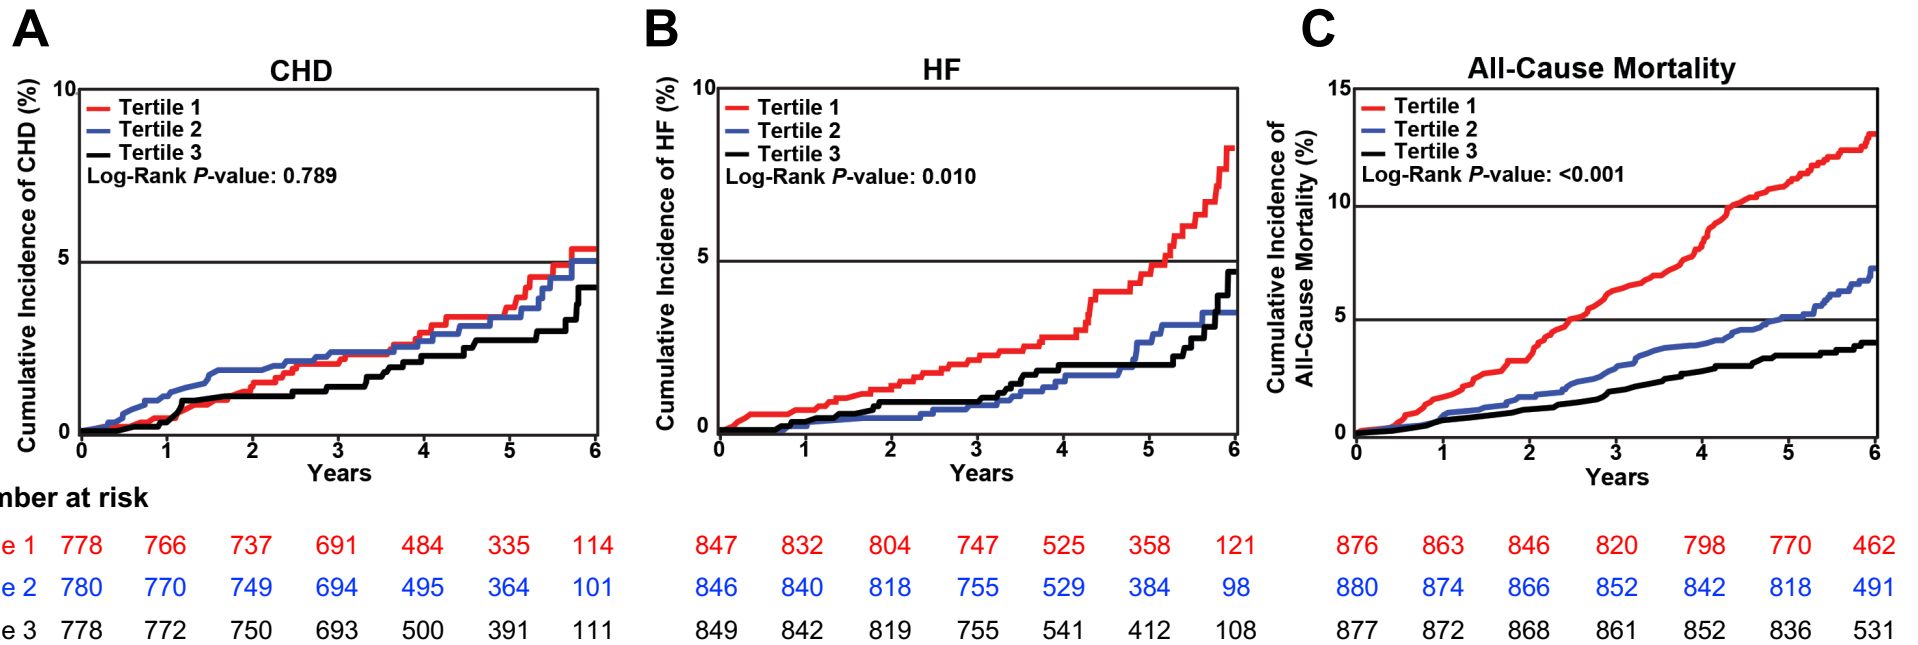 A
CHD
Cumulative Incidence of CHD (%)
10
5
0
Tertile 1
Tertile 2
Tertile 3
Log-Rank P-value: 0.789
0 1 2 3 4 5 6
Years
B
HF
Cumulative Incidence of HF (%)
10
5
0
Tertile 1
Tertile 2
Tertile 3
Log-Rank P-value: 0.010
0 1 2 3 4 5 6
Years
C
All-Cause Mortality
Cumulative Incidence of
All-Cause Mortality (%)
15
10
5
0
Tertile 1
Tertile 2
Tertile 3
Log-Rank P-value: <0.001
0 1 2 3 4 5 6
Years
mber at risk
e 1 778 766 737 691 484 335 114 847 832 804 747 525 358 121 876 863 846 820 798 770 462
e 2 780 770 749 694 495 364 101 846 840 818 755 529 384 98 880 874 866 852 842 818 491
e 3 778 772 750 693 500 391 111 849 842 819 755 541 412 108 877 872 868 861 852 836 531